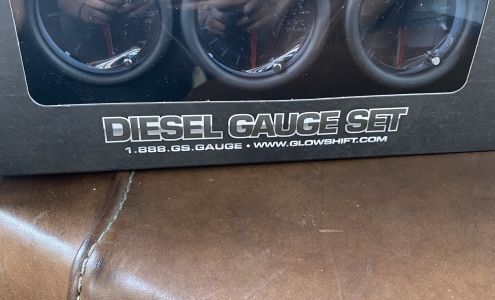 DIESEL GAUGE SET
1.888.GS.GAUGE • WWW.GLOWSHIFT.COM